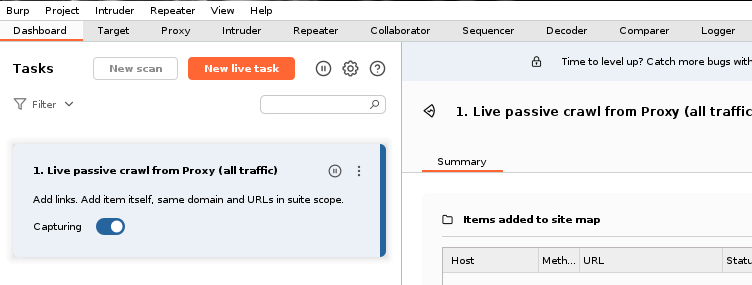 Burp Project Intruder Repeater View Help
Dashboard Target Proxy Intruder Repeater Collaborator Sequencer Decoder Comparer Logger
Tasks New scan New live task
Filter
1. Live passive crawl from Proxy (all traffic)
Add links. Add item itself, same domain and URLs in suite scope.
Capturing
Time to level up? Catch more bugs with
1. Live passive crawl from Proxy (all traffic
Summary
Items added to site map
Host Meth... URL Statu